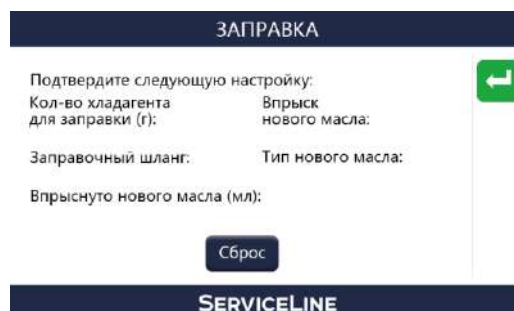 ЗАПРАВКА
Подтвердите следующую настройку:
Кол-во хладагента
для заправки (г):
Впрыск
нового масла:
Заправочный шланг:
Тип нового масла:
Впрыснуто нового масла (мл):
Сброс
SERVICELINE